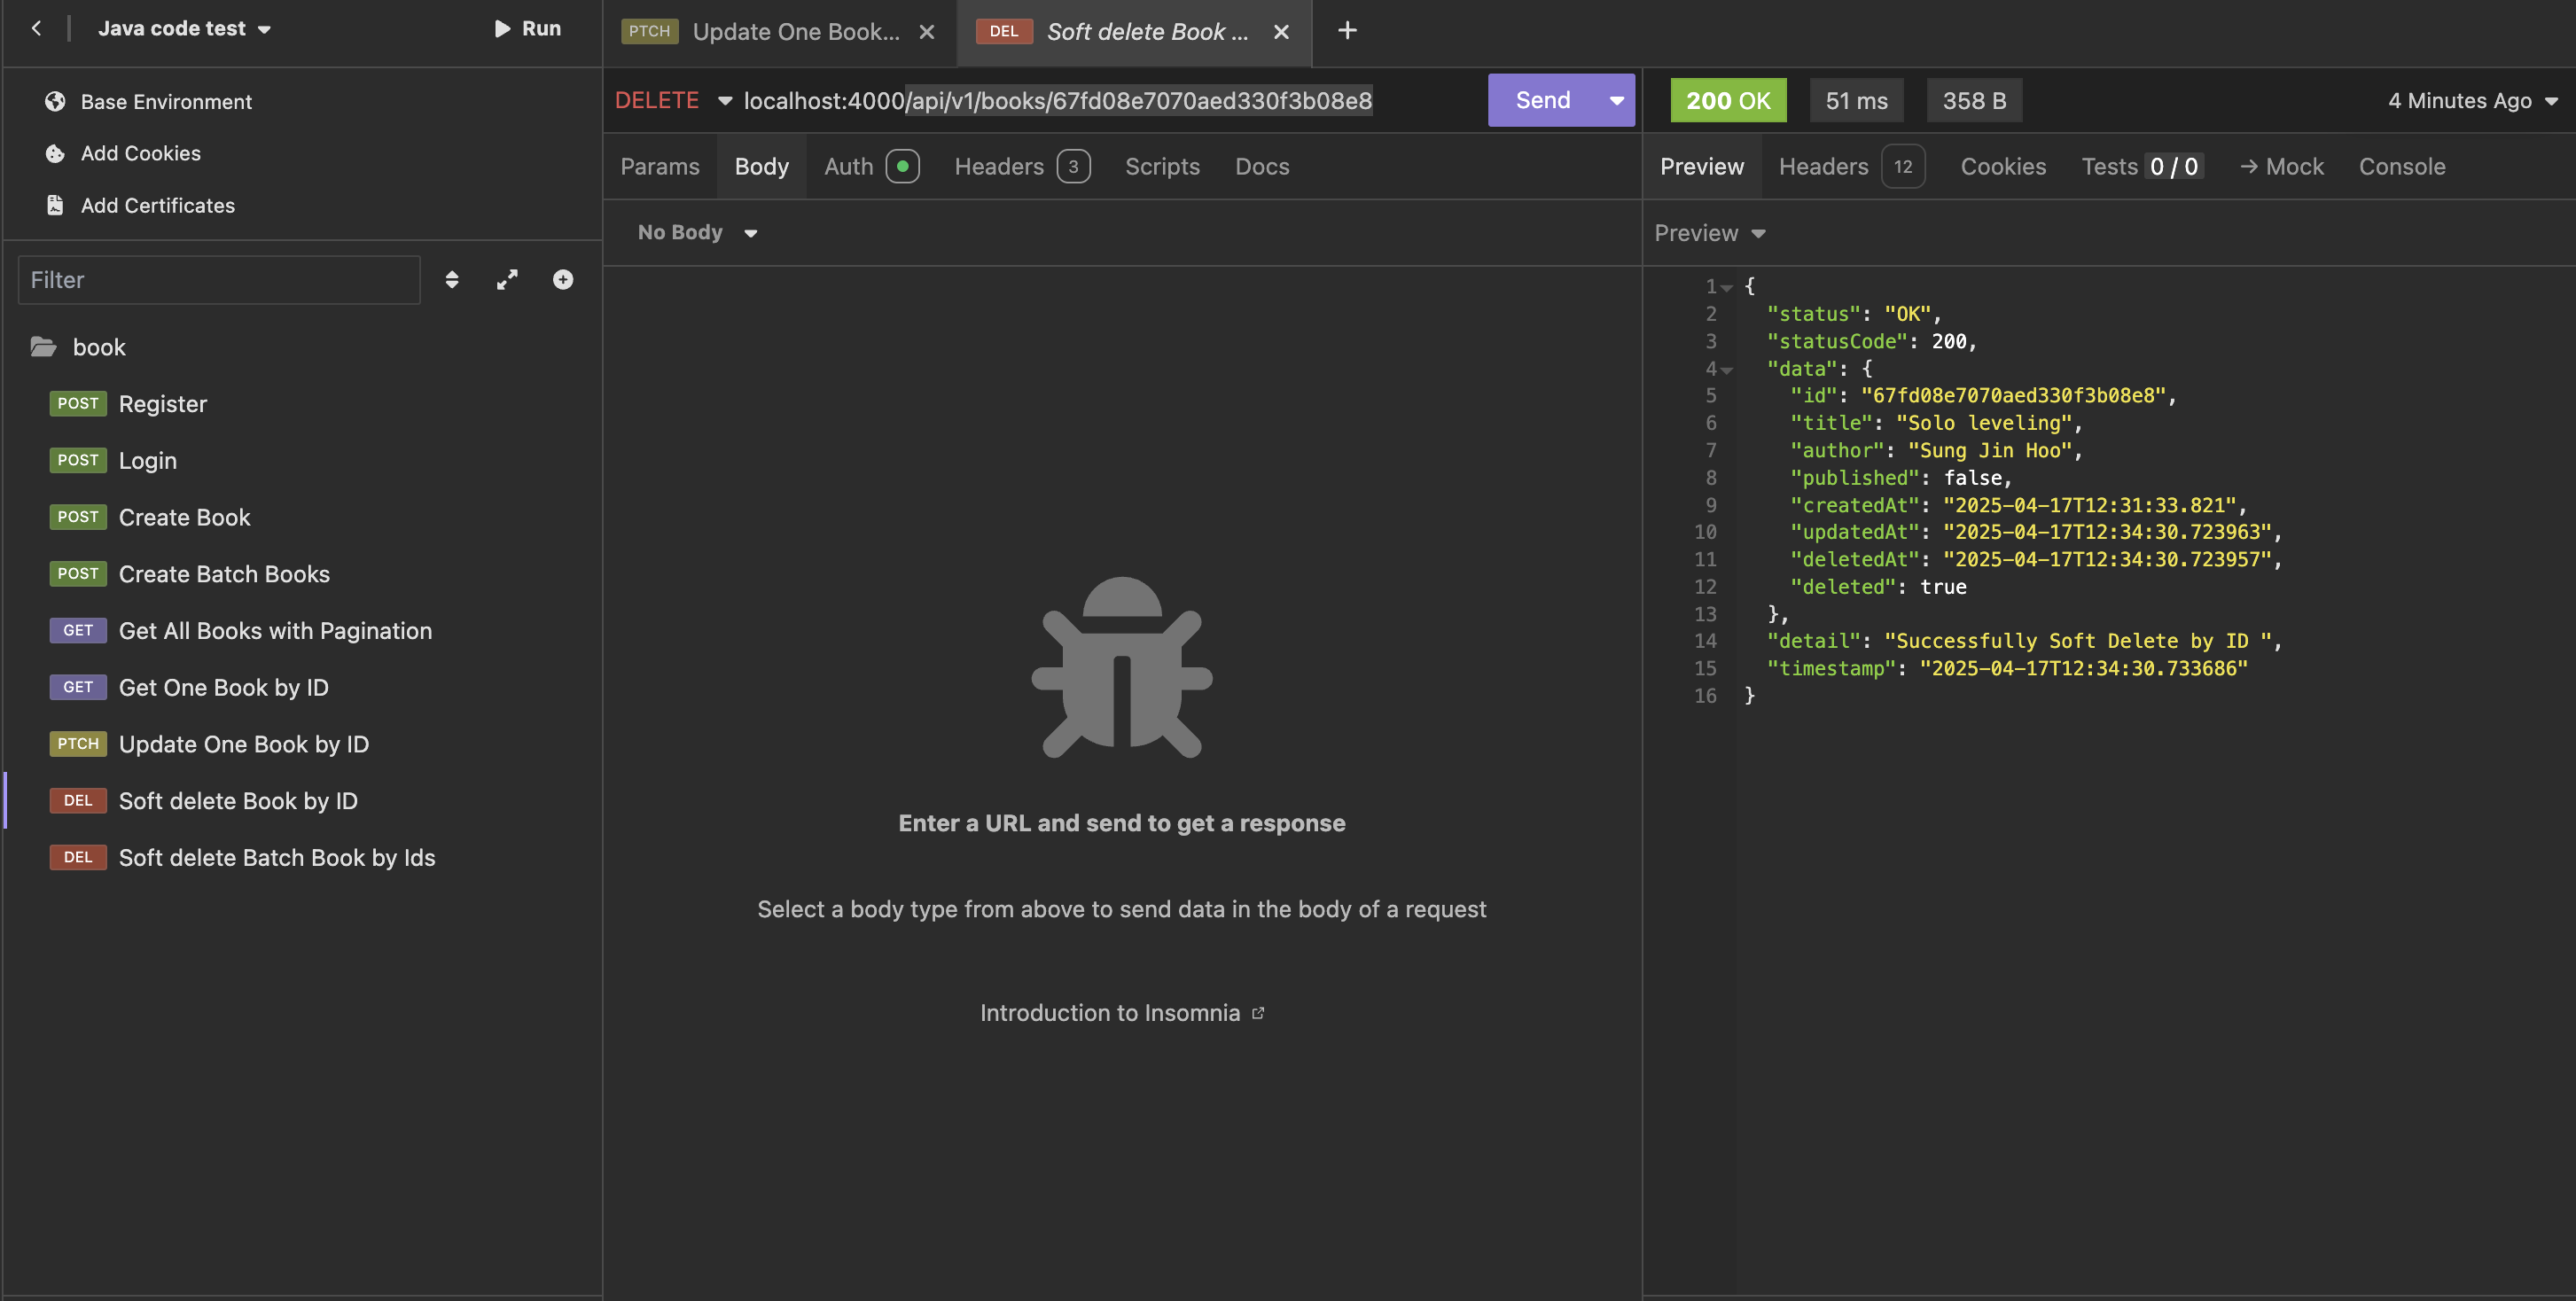 Java code test
Run
Base Environment
Add Cookies
Add Certificates
Filter
book
POST Register
POST Login
POST Create Book
POST Create Batch Books
GET Get All Books with Pagination
GET Get One Book by ID
PTCH Update One Book by ID
DEL Soft delete Book by ID
DEL Soft delete Batch Book by Ids
PTCH Update One Book...
DEL Soft delete Book ...
DELETE localhost:4000/api/v1/books/67fd08e7070aed330f3b08e8
Send
Params Body Auth Headers 3 Scripts Docs
No Body
Enter a URL and send to get a response
Select a body type from above to send data in the body of a request
Introduction to Insomnia
200 OK 51 ms 358 B 4 Minutes Ago
Preview Headers 12 Cookies Tests 0 / 0 → Mock Console
Preview
1 {
2 "status": "OK",
3 "statusCode": 200,
4 "data": {
5 "id": "67fd08e7070aed330f3b08e8",
6 "title": "Solo leveling",
7 "author": "Sung Jin Hoo",
8 "published": false,
9 "createdAt": "2025-04-17T12:31:33.821",
10 "updatedAt": "2025-04-17T12:34:30.723963",
11 "deletedAt": "2025-04-17T12:34:30.723957",
12 "deleted": true
13 },
14 "detail": "Successfully Soft Delete by ID ",
15 "timestamp": "2025-04-17T12:34:30.733686"
16 }